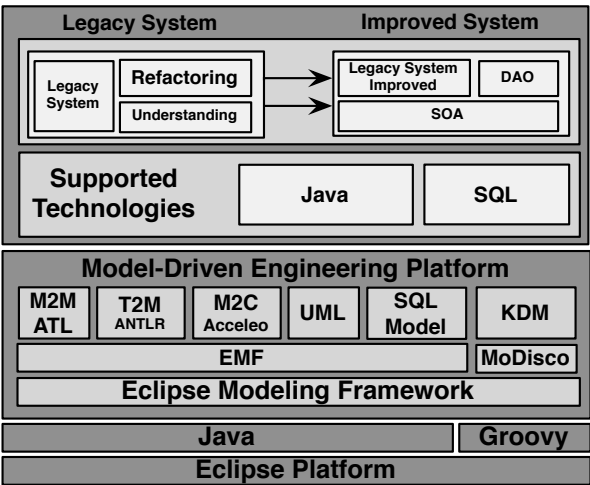 Legacy System
Improved System
Legacy
System
Refactoring
Understanding
Legacy System
Improved
DAO
SOA
Supported
Technologies
Java
SQL
Model-Driven Engineering Platform
M2M
ATL
T2M
ANTLR
M2C
Acceleo
UML
SQL
Model
KDM
EMF
MoDisco
Eclipse Modeling Framework
Java
Groovy
Eclipse Platform